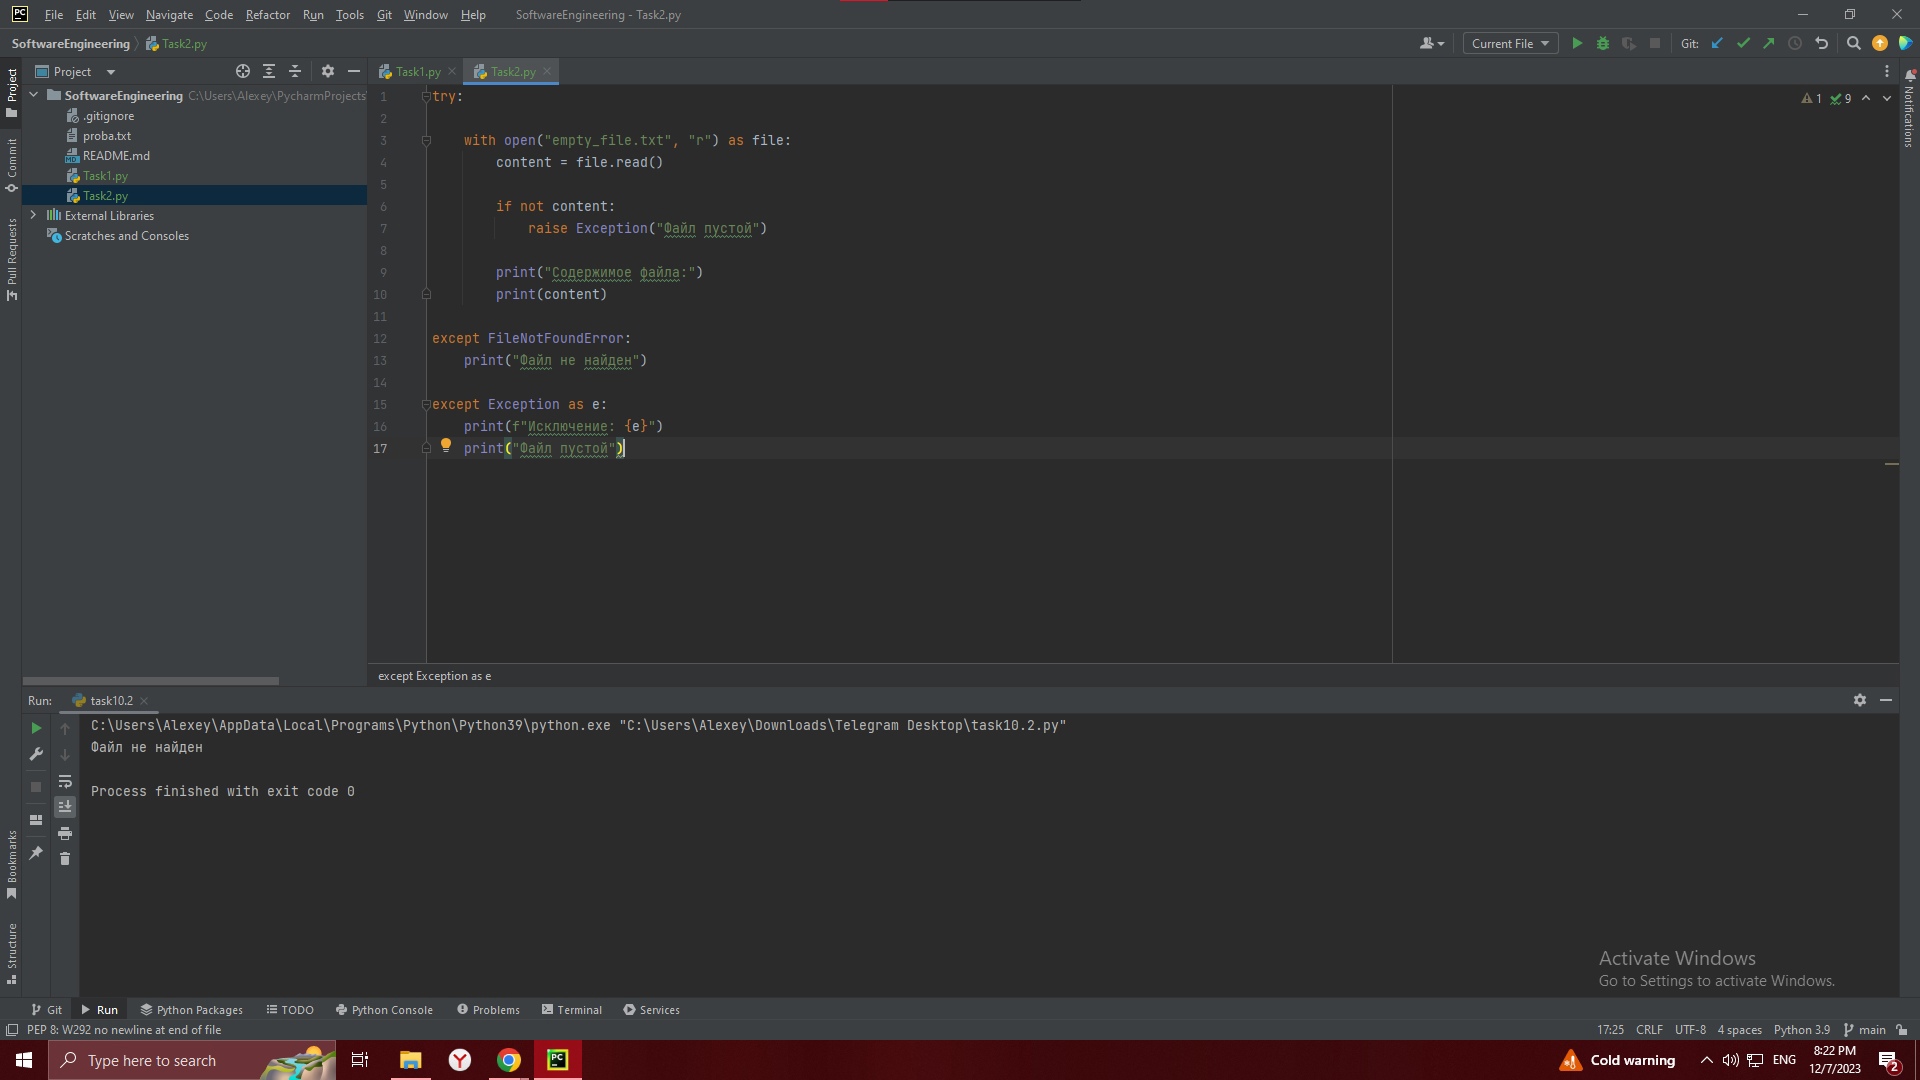 PC File Edit View Navigate Code Refactor Run Tools Git Window Help SoftwareEngineering - Task2.py
SoftwareEngineering Task2.py Current File Git:
Project
Task1.py Task2.py
SoftwareEngineering C:\Users\Alexey\PycharmProjects
.gitignore
proba.txt
README.md
Task1.py
Task2.py
External Libraries
Scratches and Consoles
Project
Commit
Pull Requests
Bookmarks
Structure
Notifications
1 9
1 try:
2
3 with open("empty_file.txt", "r") as file:
4 content = file.read()
5
6 if not content:
7 raise Exception("Файл пустой")
8
9 print("Содержимое файла:")
10 print(content)
11
12 except FileNotFoundError:
13 print("Файл не найден")
14
15 except Exception as e:
16 print(f"Исключение: {e}")
17 print("Файл пустой")
except Exception as e
Run: task10.2
C:\Users\Alexey\AppData\Local\Programs\Python\Python39\python.exe "C:\Users\Alexey\Downloads\Telegram Desktop\task10.2.py"
Файл не найден
Process finished with exit code 0
Activate Windows
Go to Settings to activate Windows.
Git Run Python Packages TODO Python Console Problems Terminal Services
PEP 8: W292 no newline at end of file 17:25 CRLF UTF-8 4 spaces Python 3.9 main
Type here to search PC Cold warning ENG 8:22 PM
12/7/2023 2